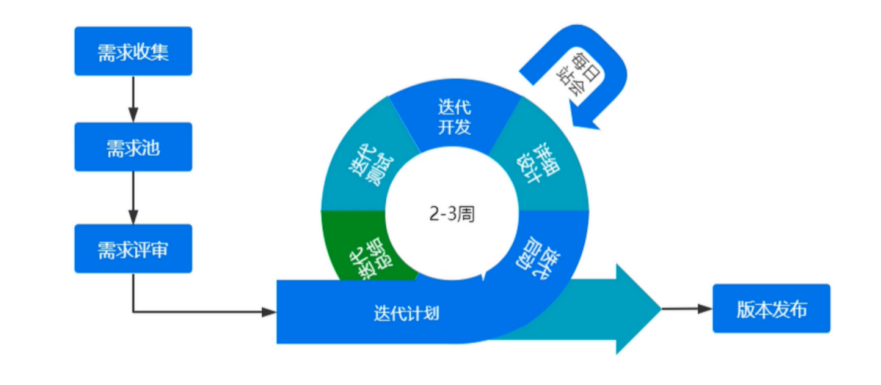 需求收集
需求池
需求评审
每日
站会
迭代
开发
详细
设计
迭代
测试
2-3周
迭代
启动
迭代
总结
迭代计划
版本发布